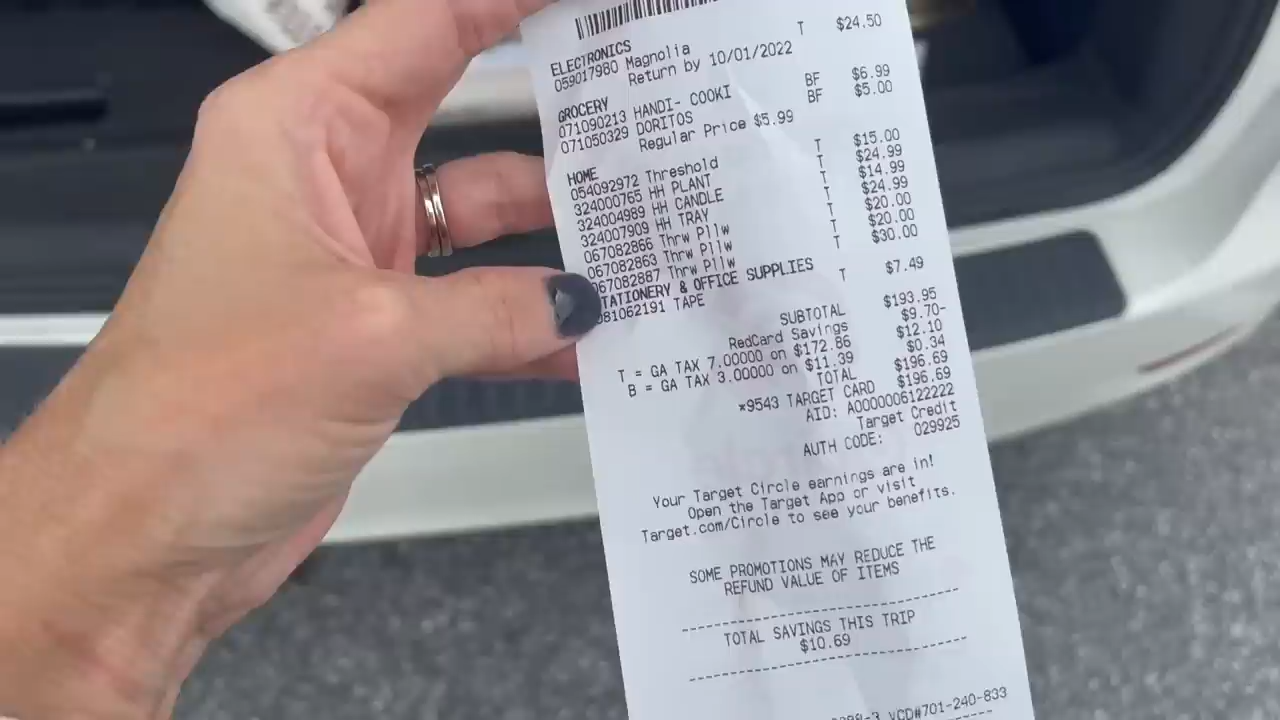 ELECTRONICS
059017980 Magnolia T $24.50
Return by 10/01/2022
GROCERY
071090213 HANDI- COOKI BF $6.99
071050329 DORITOS BF $5.00
Regular Price $5.99
HOME
054092972 Threshold T $15.00
324000765 HH PLANT T $24.99
324004989 HH CANDLE T $14.99
324007909 HH TRAY T $24.99
067082866 Thrw Pllw T $20.00
067082863 Thrw Pllw T $20.00
067082887 Thrw Pllw T $30.00
TATIONERY & OFFICE SUPPLIES
081062191 TAPE T $7.49
SUBTOTAL $193.95
RedCard Savings $9.70-
T = GA TAX 7.00000 on $172.86 $12.10
B = GA TAX 3.00000 on $11.39 $0.34
TOTAL $196.69
*9543 TARGET CARD $196.69
AID: A0000006122222
Target Credit
AUTH CODE: 029925
Your Target Circle earnings are in!
Open the Target App or visit
Target.com/Circle to see your benefits.
SOME PROMOTIONS MAY REDUCE THE
REFUND VALUE OF ITEMS
TOTAL SAVINGS THIS TRIP
$10.69
VCD#701-240-833